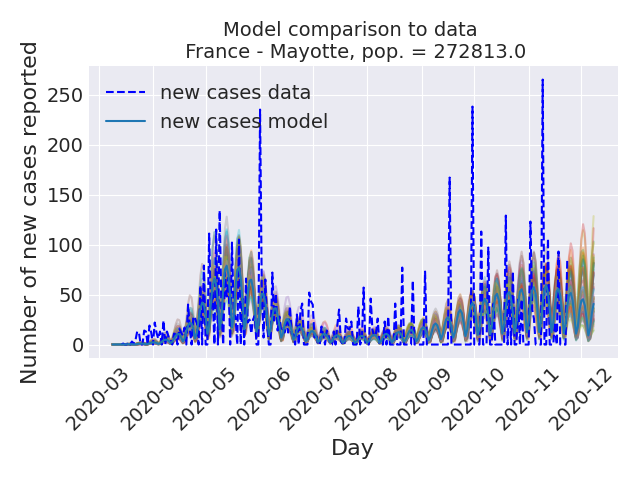 Model comparison to data
France - Mayotte, pop. = 272813.0
Number of new cases reported
250
200
150
100
50
0
new cases data
new cases model
2020-03
2020-04
2020-05
2020-06
2020-07
2020-08
2020-09
2020-10
2020-11
2020-12
Day